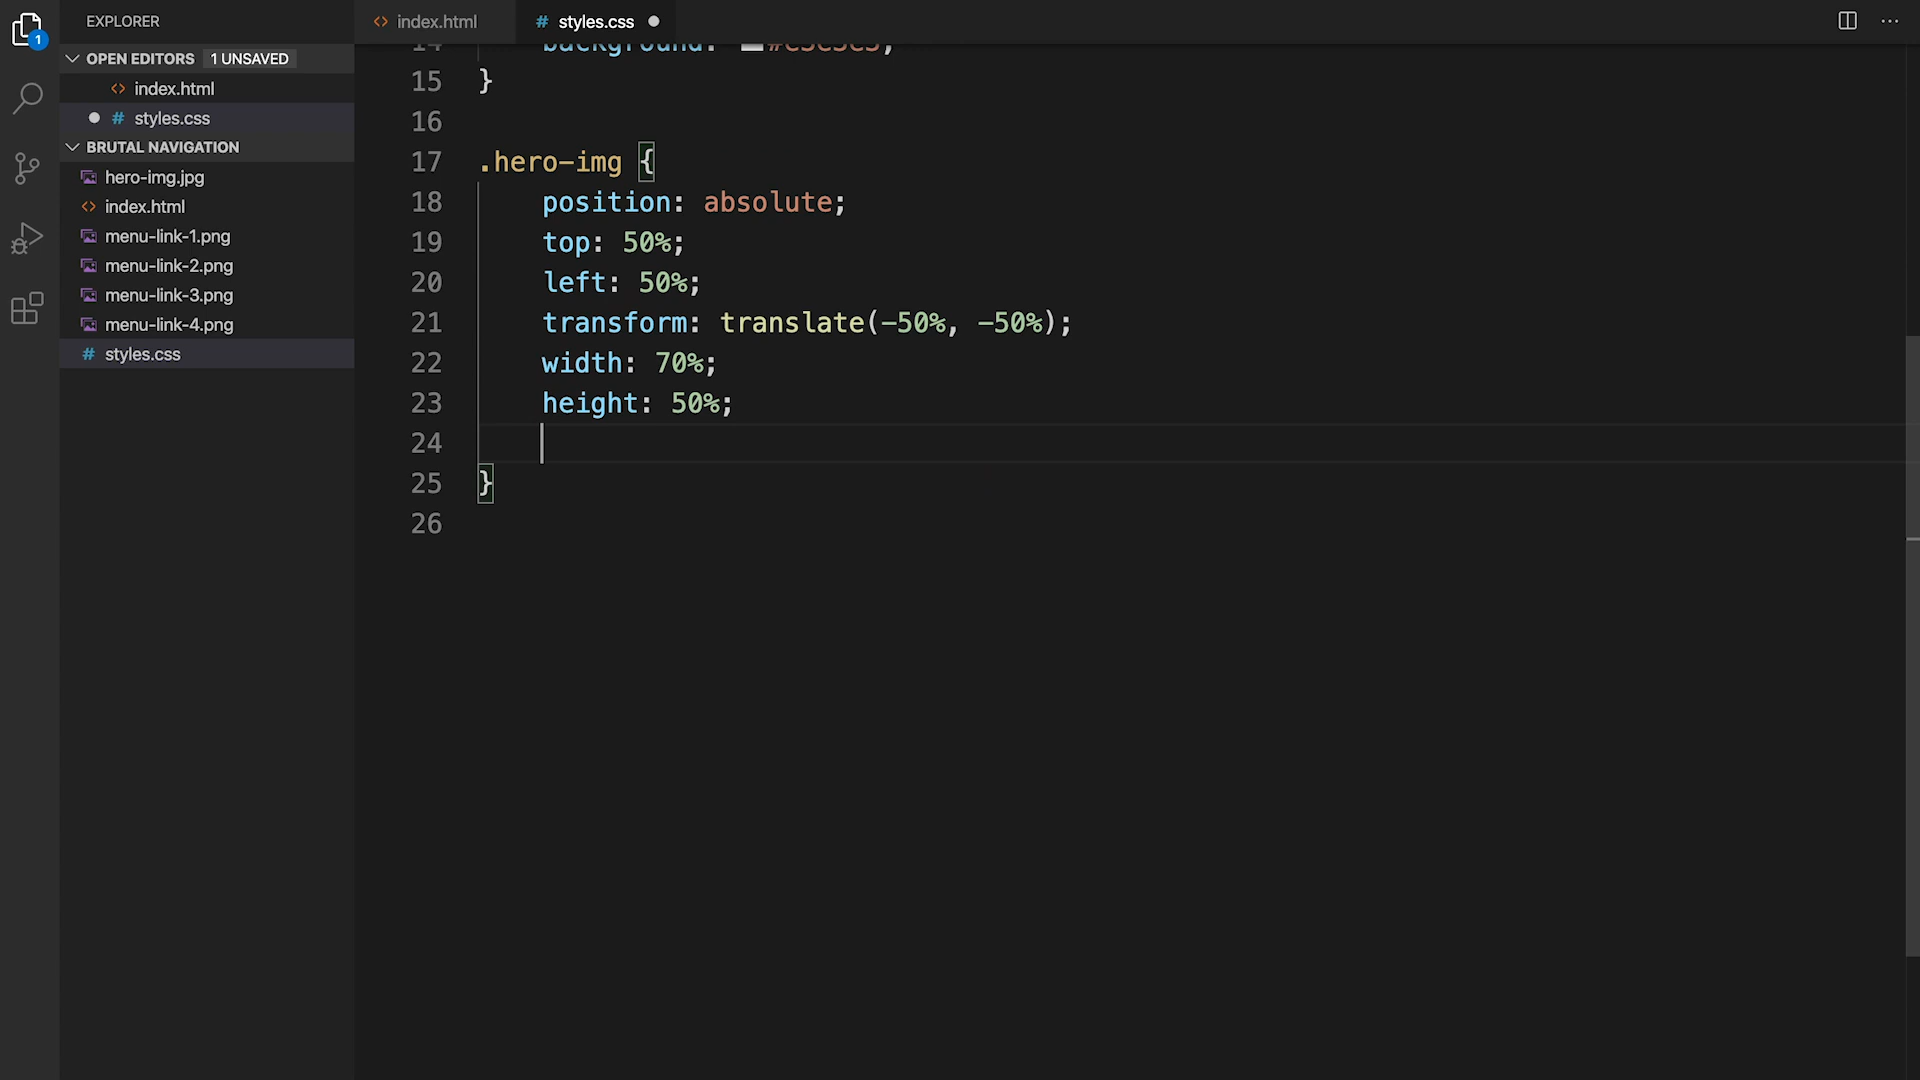 EXPLORER
index.html
# styles.css
OPEN EDITORS 1 UNSAVED
index.html
# styles.css
BRUTAL NAVIGATION
hero-img.jpg
index.html
menu-link-1.png
menu-link-2.png
menu-link-3.png
menu-link-4.png
# styles.css
1
14 background:
15 }
16
17 .hero-img {
18 position: absolute;
19 top: 50%;
20 left: 50%;
21 transform: translate(-50%, -50%);
22 width: 70%;
23 height: 50%;
24
25 }
26